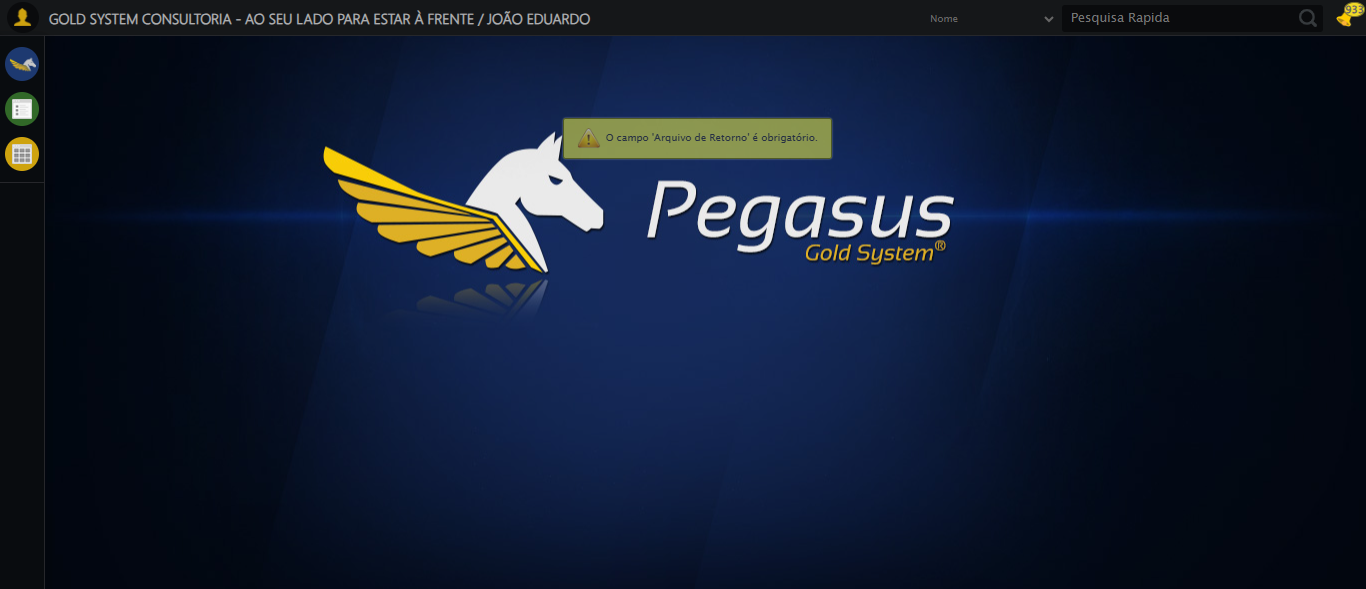 GOLD SYSTEM CONSULTORIA - AO SEU LADO PARA ESTAR À FRENTE / JOÃO EDUARDO
Nome
Pesquisa Rapida
933
O campo 'Arquivo de Retorno' é obrigatório.
Pegasus
Gold System®